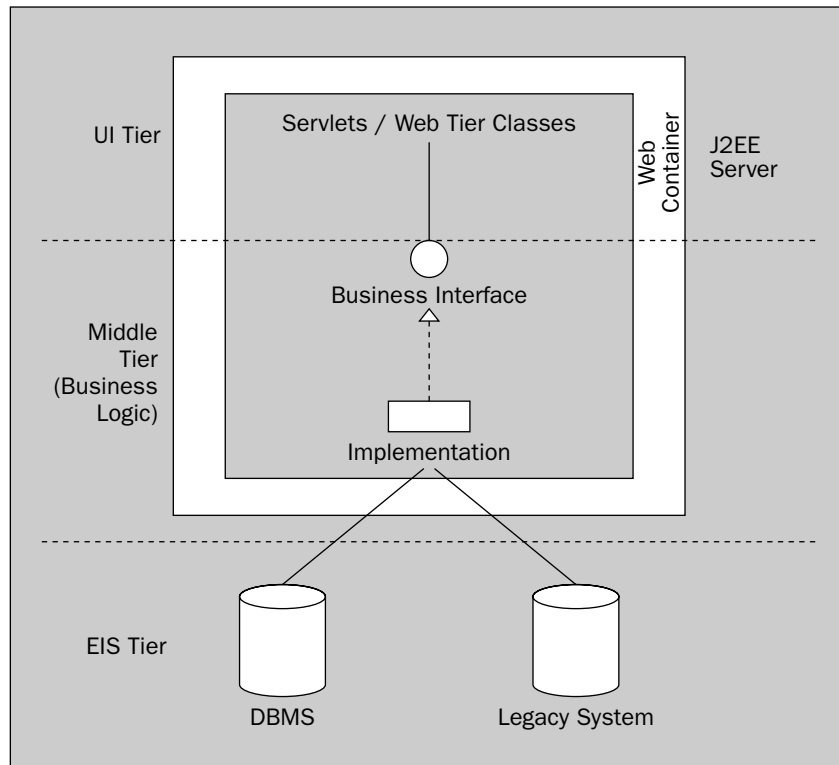 Servlets / Web Tier Classes
UI Tier
Web
Container
J2EE
Server
Business Interface
Middle
Tier
(Business
Logic)
Implementation
EIS Tier
DBMS
Legacy System